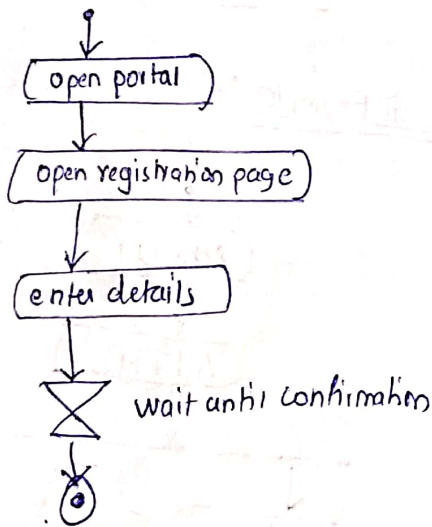 open portal
open registration page
enter details
wait until confirmation